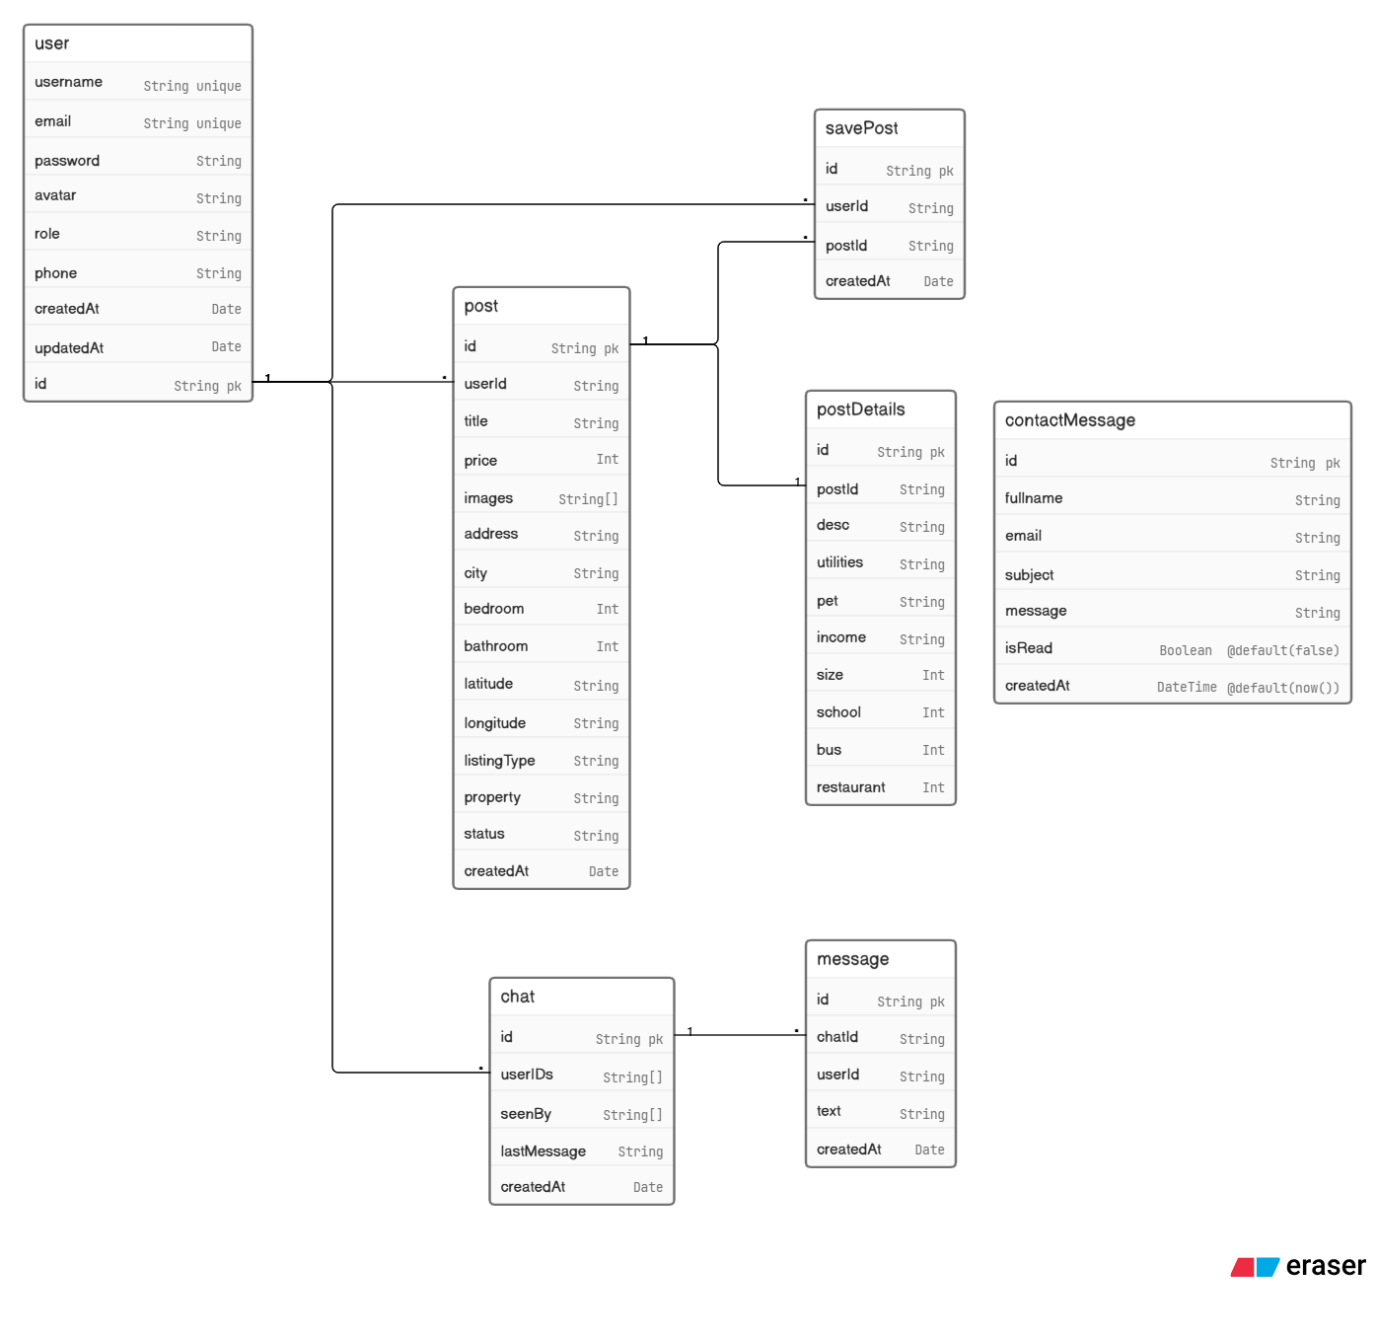 user
username String unique
email String unique
password String
avatar String
role String
phone String
createdAt Date
updatedAt Date
id String pk
1
*
savePost
id String pk
userId String
postId String
createdAt Date
*
*
post
id String pk
userId String
title String
price Int
images String[]
address String
city String
bedroom Int
bathroom Int
latitude String
longitude String
listingType String
property String
status String
createdAt Date
1
1
postDetails
id String pk
postId String
desc String
utilities String
pet String
income String
size Int
school Int
bus Int
restaurant Int
contactMessage
id String pk
fullname String
email String
subject String
message String
isRead Boolean @default(false)
createdAt DateTime @default(now())
*
chat
id String pk
userIDs String[]
seenBy String[]
lastMessage String
createdAt Date
1
*
message
id String pk
chatId String
userId String
text String
createdAt Date
eraser